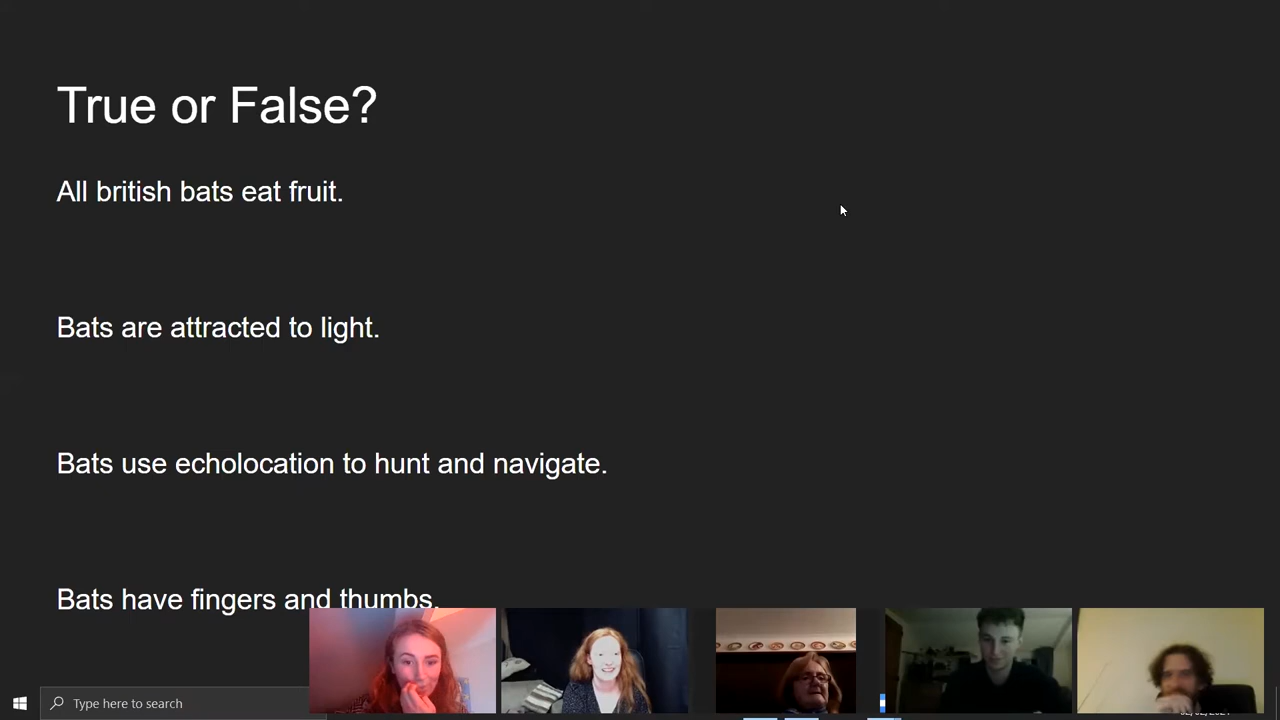 True or False?
All british bats eat fruit.
Bats are attracted to light.
Bats use echolocation to hunt and navigate.
Bats have fingers and thumbs.
Type here to search